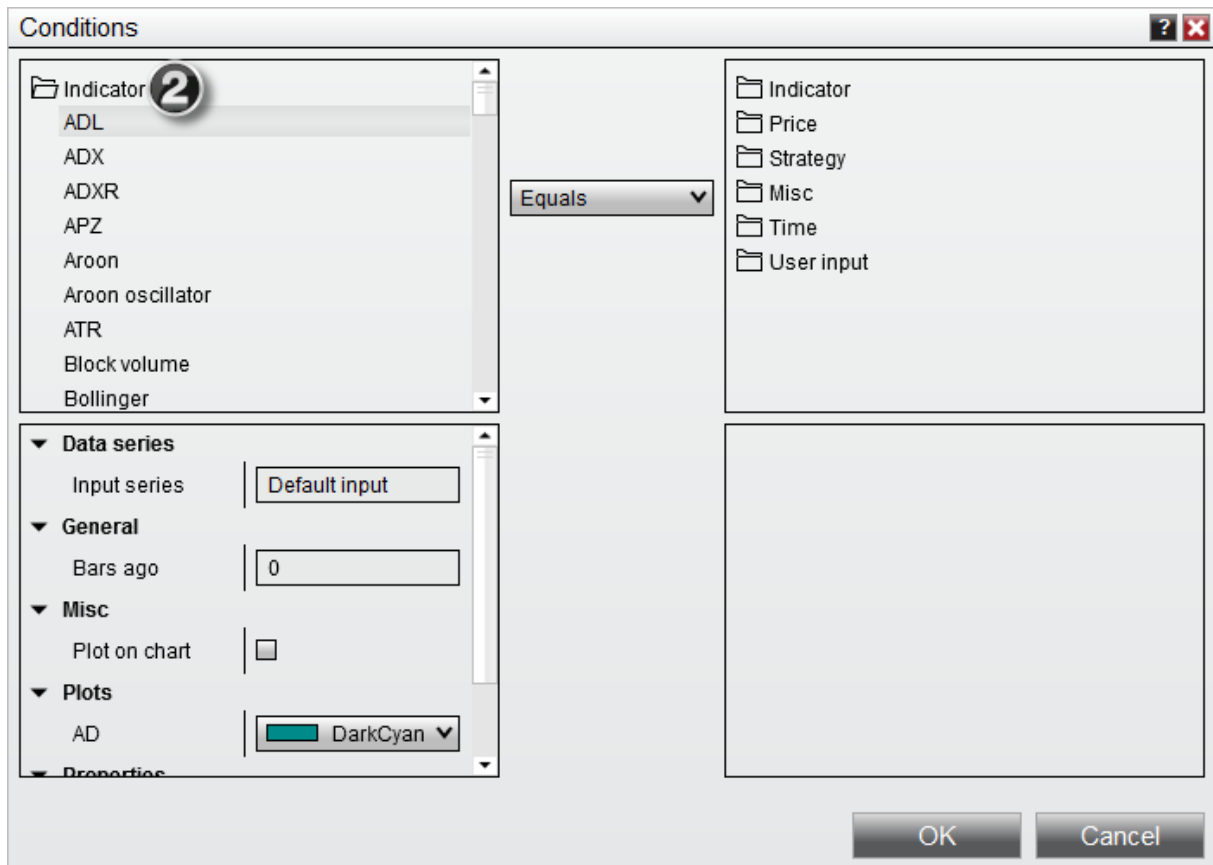 Conditions
?
Indicator 2
ADL
ADX
ADXR
APZ
Aroon
Aroon oscillator
ATR
Block volume
Bollinger
Equals
Indicator
Price
Strategy
Misc
Time
User input
Data series
Input series Default input
General
Bars ago 0
Misc
Plot on chart
Plots
AD DarkCyan
Properties
OK Cancel